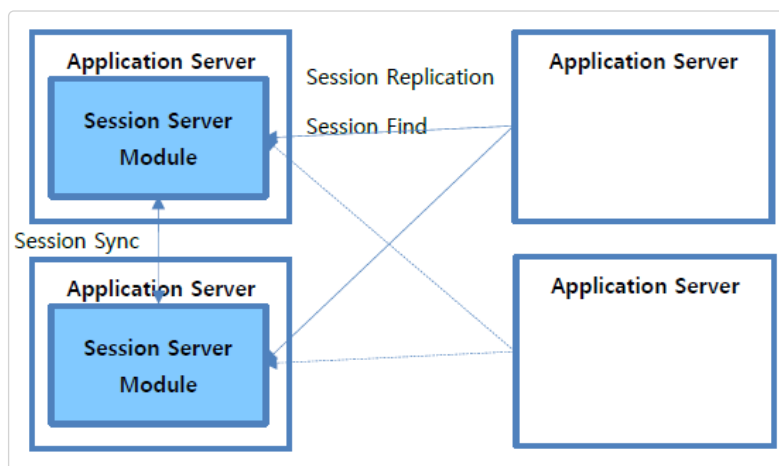 Application Server
Session Server
Module
Session Replication
Session Find
Application Server
Session Sync
Application Server
Session Server
Module
Application Server